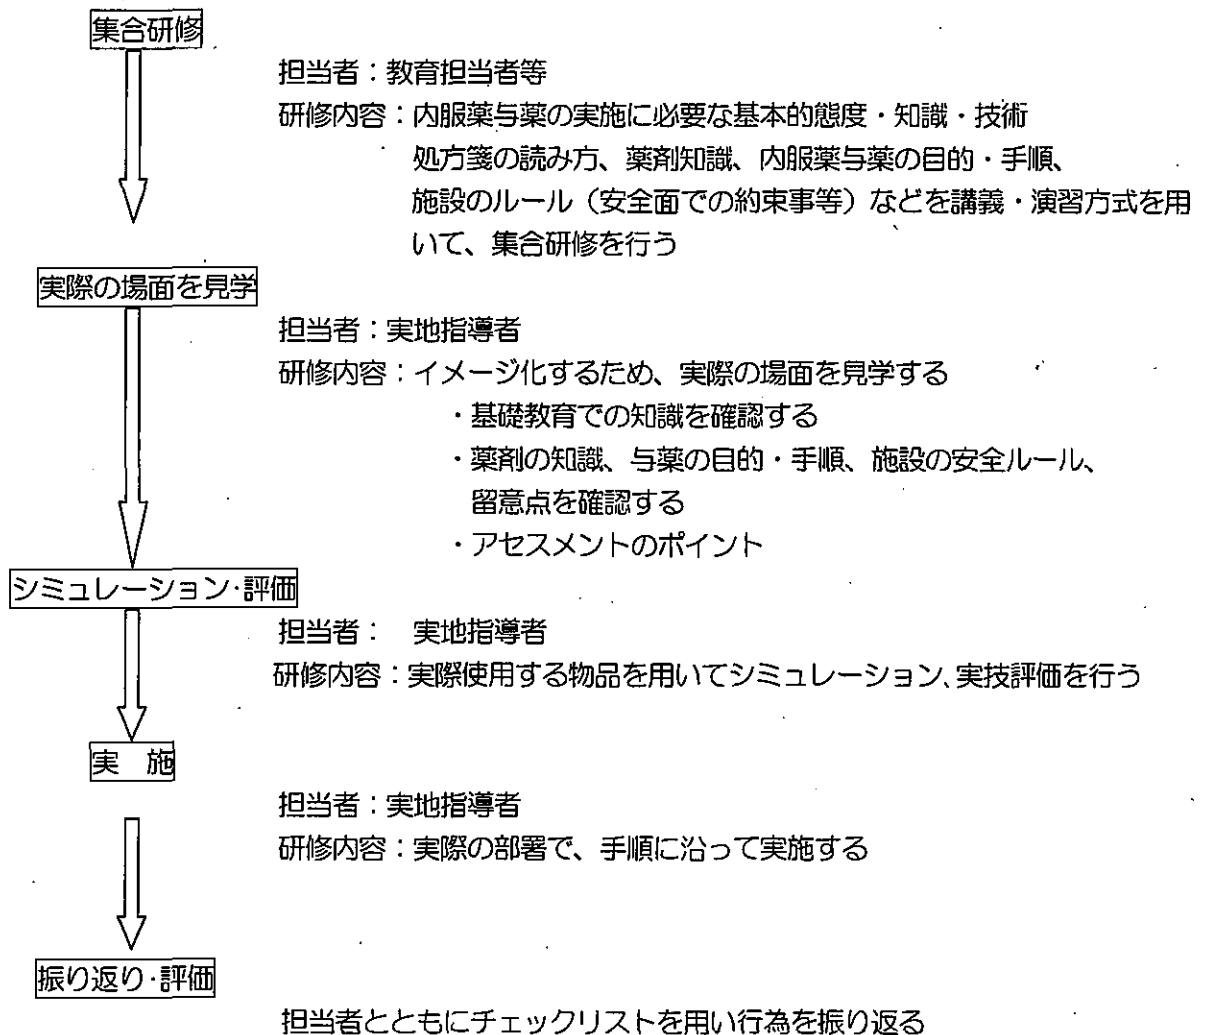 集合研修
担当者：教育担当者等
研修内容：内服薬与薬の実施に必要な基本的態度・知識・技術
処方箋の読み方、薬剤知識、内服薬与薬の目的・手順、
施設のルール（安全面での約束事等）などを講義・演習方式を用
いて、集合研修を行う
実際の場面を見学
担当者：実地指導者
研修内容：イメージ化するため、実際の場面を見学する
・基礎教育での知識を確認する
・薬剤の知識、与薬の目的・手順、施設の安全ルール、
留意点を確認する
・アセスメントのポイント
シミュレーション・評価
担当者：　実地指導者
研修内容：実際使用する物品を用いてシミュレーション、実技評価を行う
実　施
担当者：実地指導者
研修内容：実際の部署で、手順に沿って実施する
振り返り・評価
担当者とともにチェックリストを用い行為を振り返る